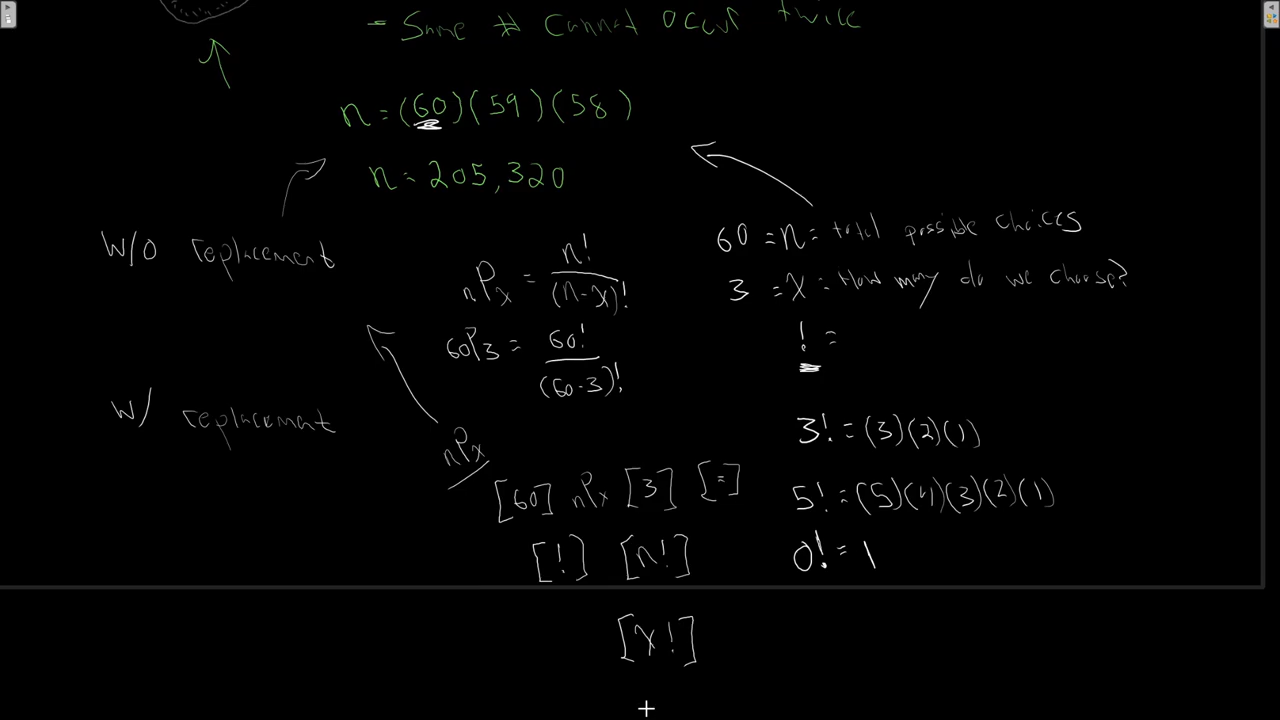 - Same # cannot occur twice
n = (60)(59)(58)
n = 205,320
W/O replacement
60 = n = total possible choices
nPx = n! / (n-x)!
3 = x = How many do we choose?
60P3 = 60! / (60-3)!
! =
W/ replacement
3! = (3)(2)(1)
nPx
[60] nPx [3] [=]
5! = (5)(4)(3)(2)(1)
[!] [n!]
0! = 1
[x!]